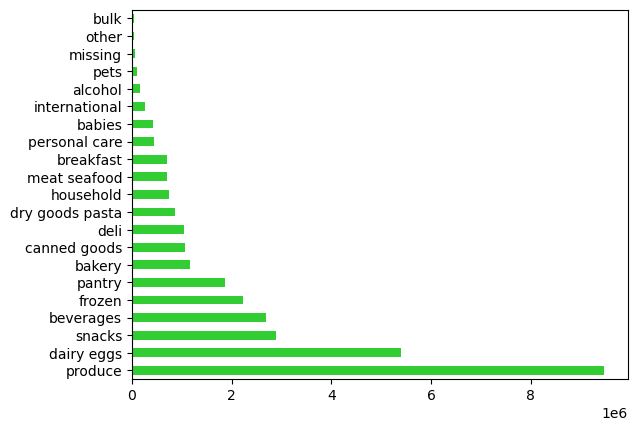 bulk
other
missing
pets
alcohol
international
babies
personal care
breakfast
meat seafood
household
dry goods pasta
deli
canned goods
bakery
pantry
frozen
beverages
snacks
dairy eggs
produce
0 2 4 6 8
1e6